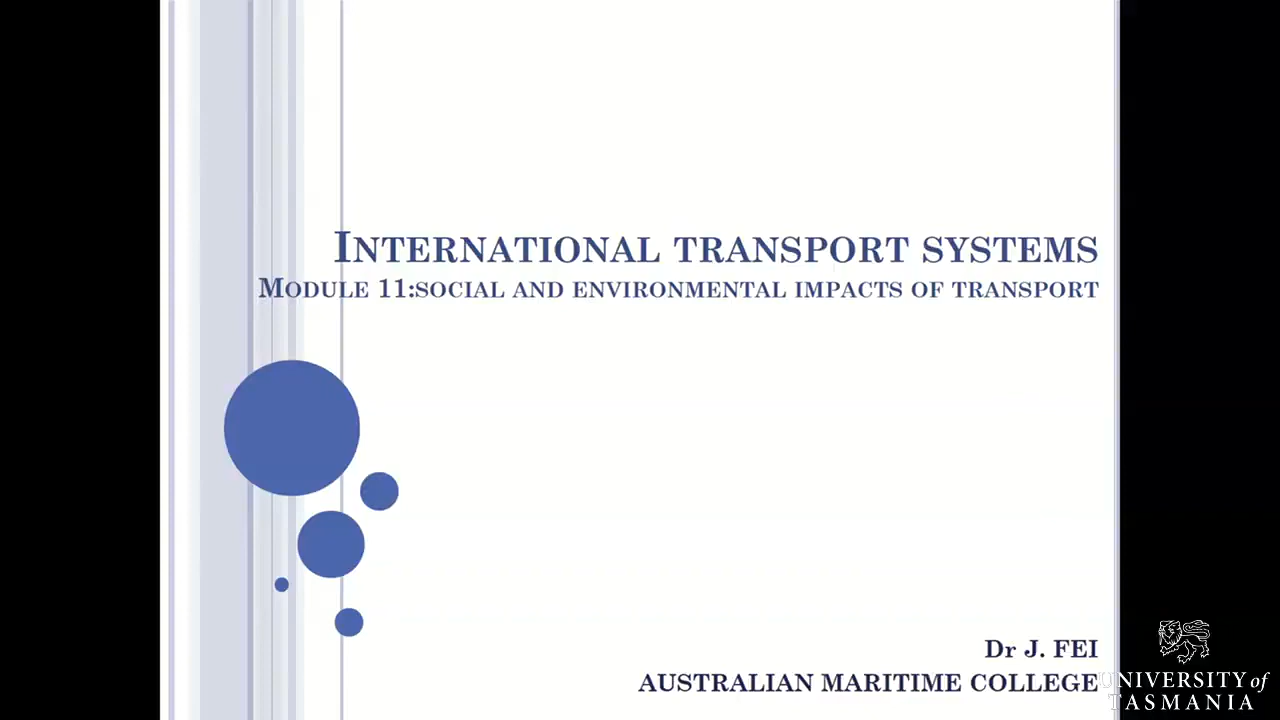 INTERNATIONAL TRANSPORT SYSTEMS
MODULE 11:SOCIAL AND ENVIRONMENTAL IMPACTS OF TRANSPORT
Dr J. FEI
AUSTRALIAN MARITIME COLLEGE
UNIVERSITY of
TASMANIA